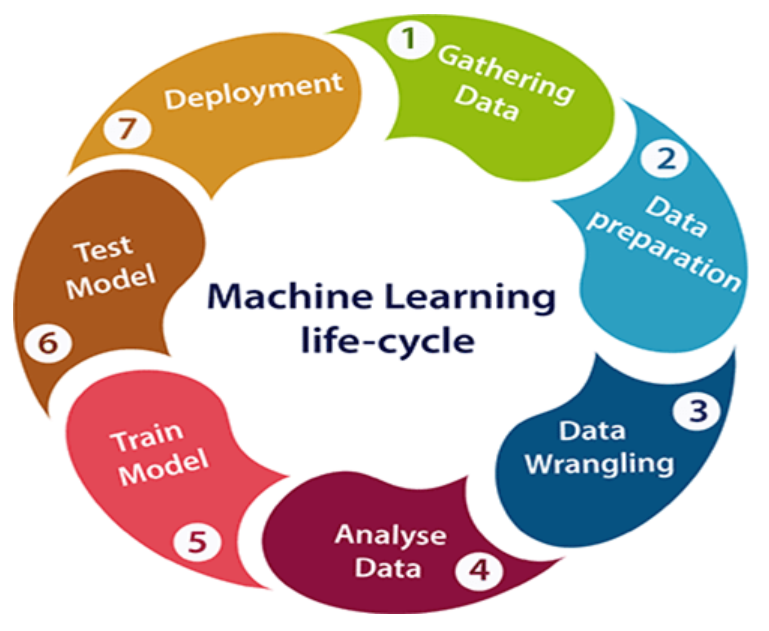 Machine Learning
life-cycle
1
Gathering
Data
2
Data
preparation
3
Data
Wrangling
4
Analyse
Data
5
Train
Model
6
Test
Model
7
Deployment